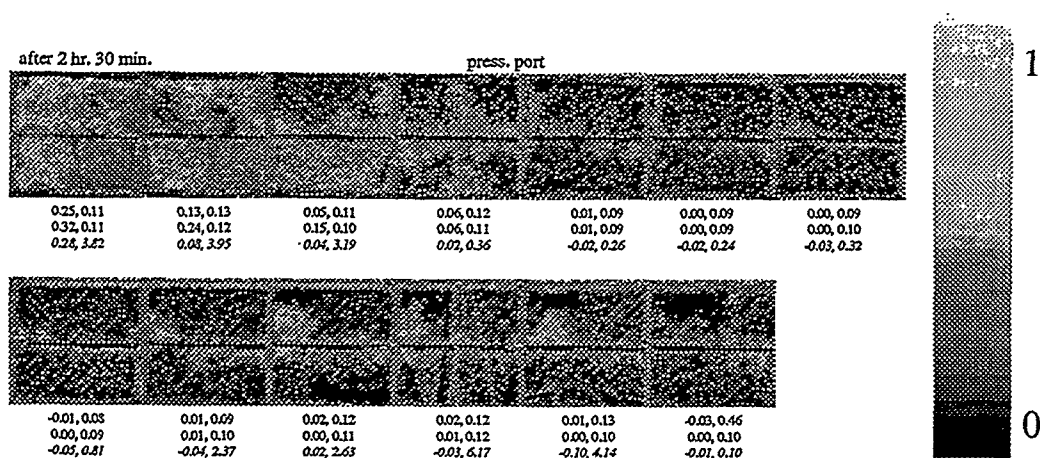 after 2 hr. 30 min. press. port
1
0.25, 0.11 0.13, 0.13 0.05, 0.11 0.06, 0.12 0.01, 0.09 0.00, 0.09 0.00, 0.09
0.32, 0.11 0.24, 0.12 0.15, 0.10 0.06, 0.11 0.01, 0.09 0.00, 0.09 0.00, 0.10
0.28, 3.82 0.08, 3.95 -0.04, 3.19 0.02, 0.36 -0.02, 0.26 -0.02, 0.24 -0.03, 0.32
-0.01, 0.08 0.01, 0.09 0.02, 0.12 0.02, 0.12 0.01, 0.13 -0.03, 0.46
0.00, 0.09 0.01, 0.10 0.00, 0.11 0.01, 0.12 0.00, 0.10 0.00, 0.10
-0.05, 0.81 -0.04, 2.37 0.02, 2.63 -0.03, 6.17 -0.10, 4.14 -0.01, 0.10
0